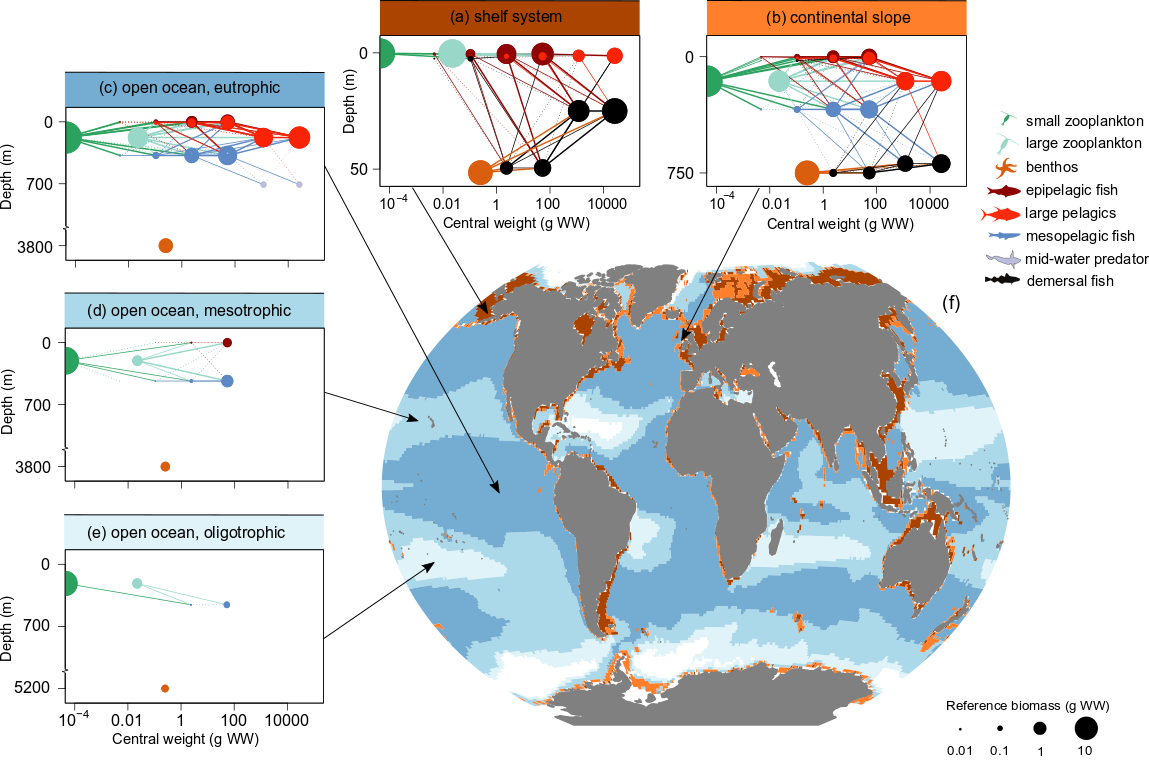 (a) shelf system
0
50
Depth (m)
10⁻⁴
0.01
1
100
10000
Central weight (g WW)
(b) continental slope
0
750
10⁻⁴
0.01
1
100
10000
Central weight (g WW)
(c) open ocean, eutrophic
0
700
3800
Depth (m)
(d) open ocean, mesotrophic
0
700
3800
Depth (m)
(e) open ocean, oligotrophic
0
700
5200
Depth (m)
10⁻⁴
0.01
1
100
10000
Central weight (g WW)
small zooplankton
large zooplankton
benthos
epipelagic fish
large pelagics
mesopelagic fish
mid-water predator
demersal fish
(f)
Reference biomass (g WW)
0.01
0.1
1
10